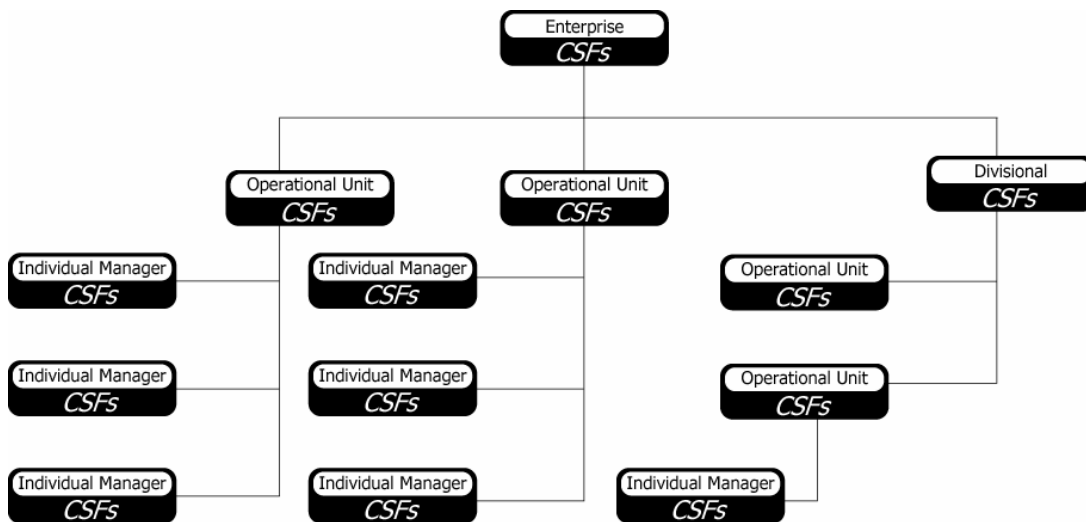 Enterprise
CSFs
Operational Unit
CSFs
Operational Unit
CSFs
Divisional
CSFs
Individual Manager
CSFs
Individual Manager
CSFs
Operational Unit
CSFs
Individual Manager
CSFs
Individual Manager
CSFs
Operational Unit
CSFs
Individual Manager
CSFs
Individual Manager
CSFs
Individual Manager
CSFs